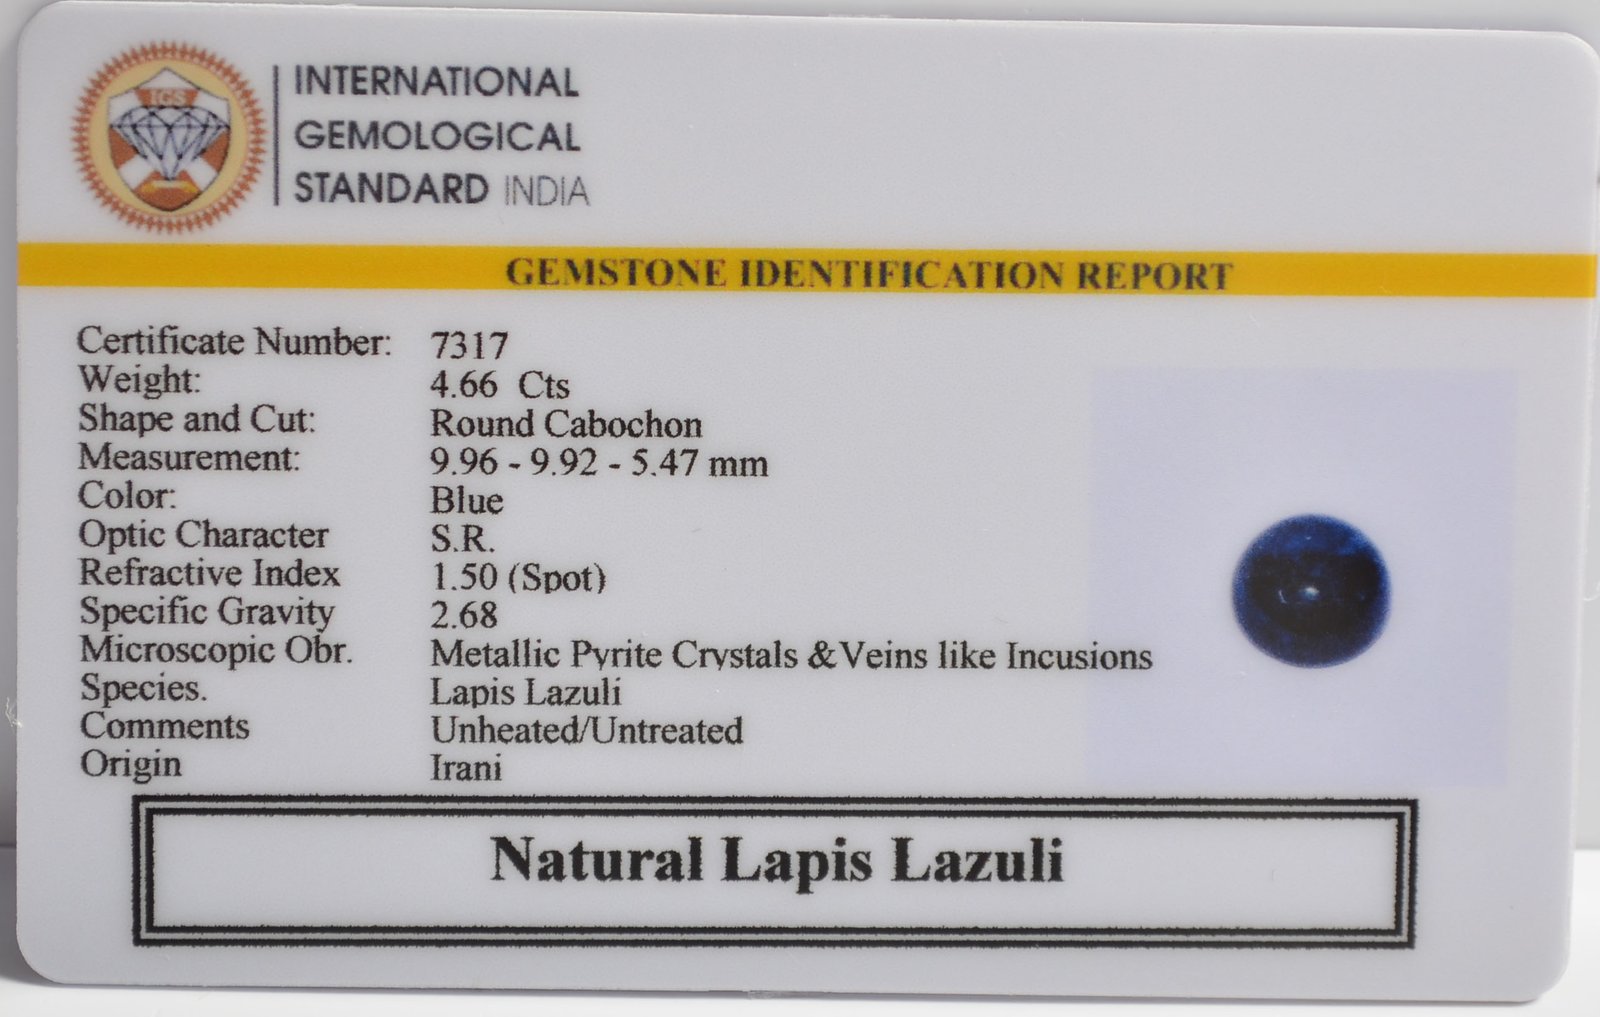 IGS
INTERNATIONAL
GEMOLOGICAL
STANDARD INDIA
GEMSTONE IDENTIFICATION REPORT
Certificate Number: 7317
Weight: 4.66 Cts
Shape and Cut: Round Cabochon
Measurement: 9.96 - 9.92 - 5.47 mm
Color: Blue
Optic Character S.R.
Refractive Index 1.50 (Spot)
Specific Gravity 2.68
Microscopic Obr. Metallic Pyrite Crystals &Veins like Incusions
Species. Lapis Lazuli
Comments Unheated/Untreated
Origin Irani
Natural Lapis Lazuli